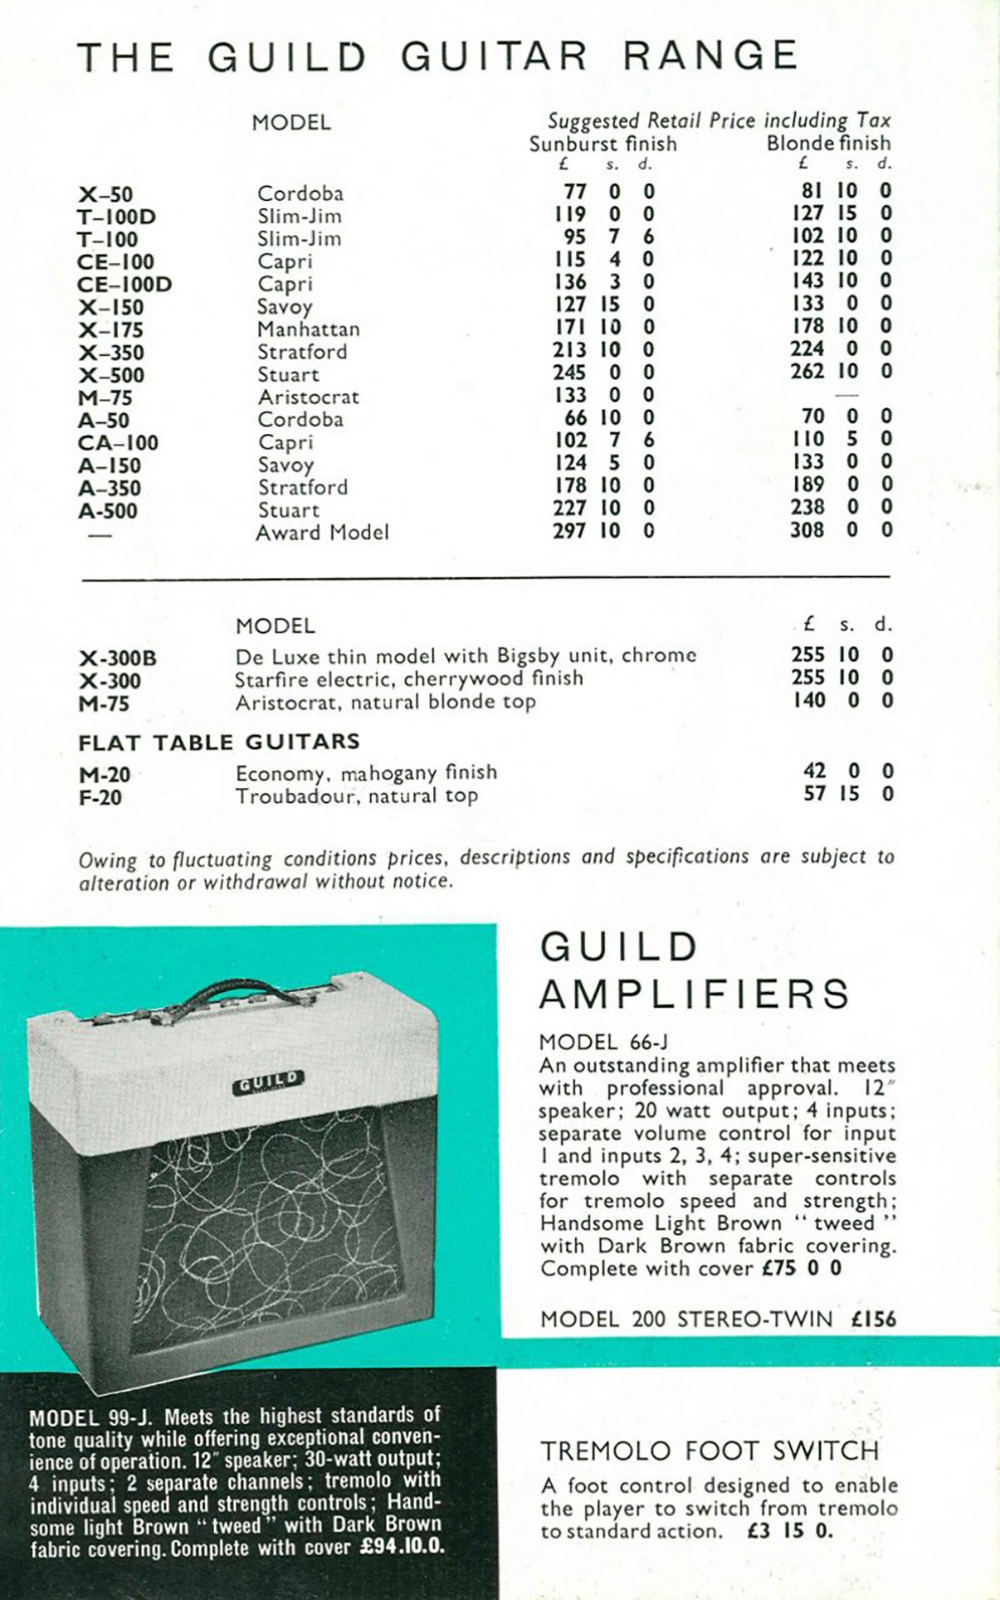 THE GUILD GUITAR RANGE
MODEL Suggested Retail Price including Tax
Sunburst finish Blonde finish
£ s. d. £ s. d.
X–50 Cordoba 77 0 0 81 10 0
T–100D Slim-Jim 119 0 0 127 15 0
T–100 Slim-Jim 95 7 6 102 10 0
CE–100 Capri 115 4 0 122 10 0
CE–100D Capri 136 3 0 143 10 0
X–150 Savoy 127 15 0 133 0 0
X–175 Manhattan 171 10 0 178 10 0
X–350 Stratford 213 10 0 224 0 0
X–500 Stuart 245 0 0 262 10 0
M–75 Aristocrat 133 0 0 —
A–50 Cordoba 66 10 0 70 0 0
CA–100 Capri 102 7 6 110 5 0
A–150 Savoy 124 5 0 133 0 0
A–350 Stratford 178 10 0 189 0 0
A-500 Stuart 227 10 0 238 0 0
— Award Model 297 10 0 308 0 0
MODEL £ s. d.
X-300B De Luxe thin model with Bigsby unit, chrome 255 10 0
X-300 Starfire electric, cherrywood finish 255 10 0
M-75 Aristocrat, natural blonde top 140 0 0
FLAT TABLE GUITARS
M-20 Economy, mahogany finish 42 0 0
F-20 Troubadour, natural top 57 15 0
Owing to fluctuating conditions prices, descriptions and specifications are subject to
alteration or withdrawal without notice.
GUILD
GUILD
AMPLIFIERS
MODEL 66-J
An outstanding amplifier that meets
with professional approval. 12″
speaker; 20 watt output; 4 inputs;
separate volume control for input
1 and inputs 2, 3, 4; super-sensitive
tremolo with separate controls
for tremolo speed and strength;
Handsome Light Brown “ tweed ”
with Dark Brown fabric covering.
Complete with cover £75 0 0
MODEL 200 STEREO-TWIN £156
MODEL 99-J. Meets the highest standards of
tone quality while offering exceptional conven-
ience of operation. 12″ speaker; 30-watt output;
4 inputs; 2 separate channels; tremolo with
individual speed and strength controls; Hand-
some light Brown “ tweed ” with Dark Brown
fabric covering. Complete with cover £94.10.0.
TREMOLO FOOT SWITCH
A foot control designed to enable
the player to switch from tremolo
to standard action. £3 15 0.